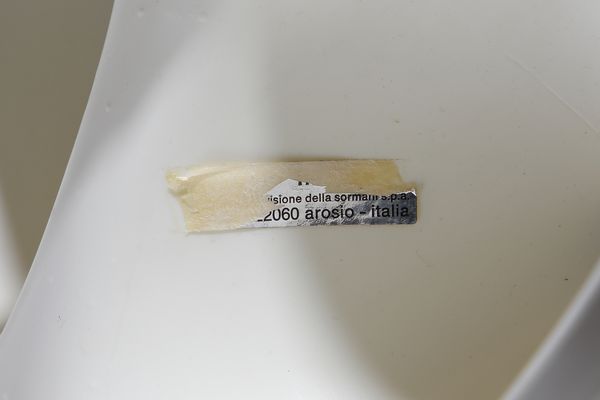 isione della sormani s.p.a.
2060 arosio - italia